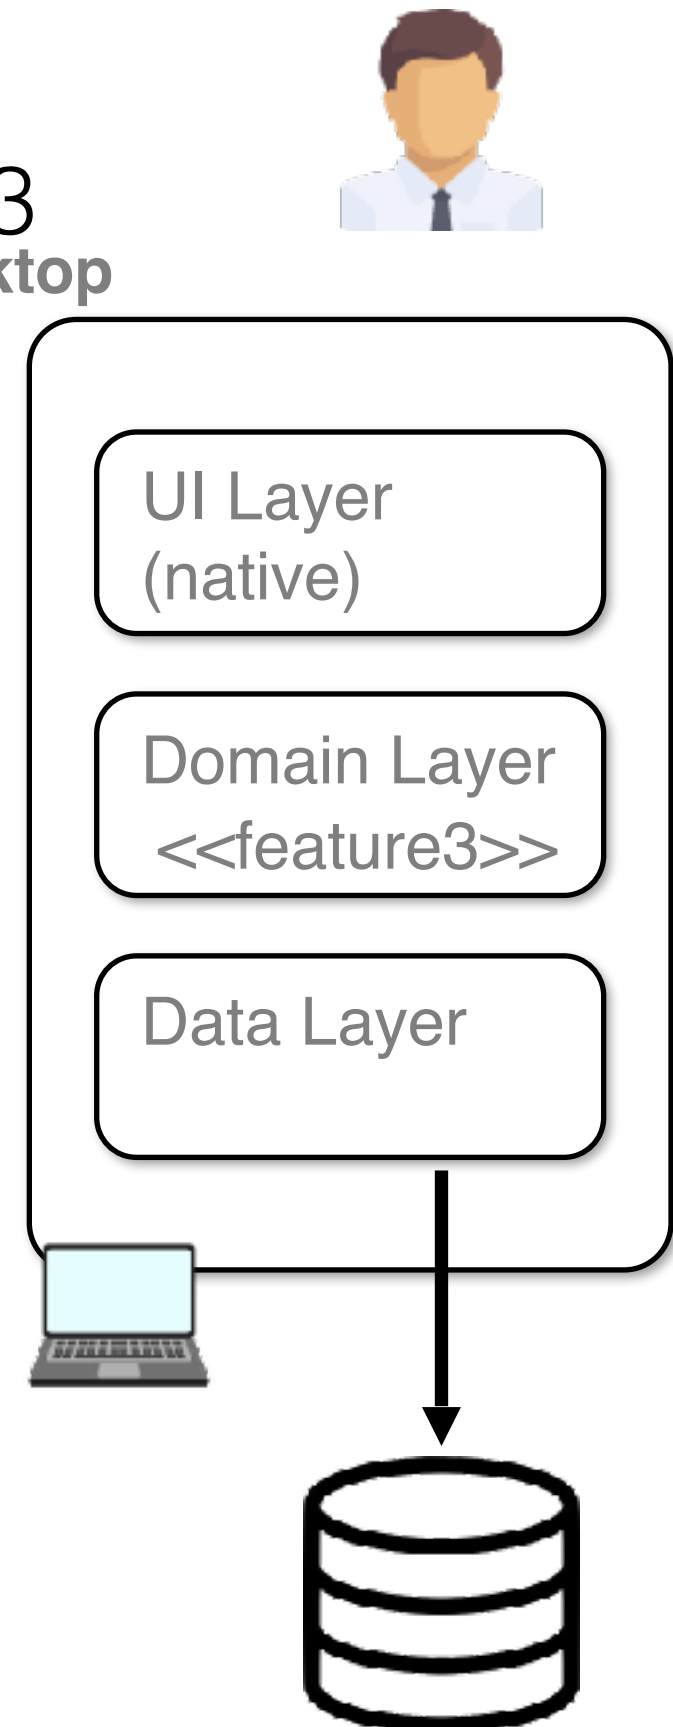 3
ktop
UI Layer
(native)
Domain Layer
<<feature3>>
Data Layer